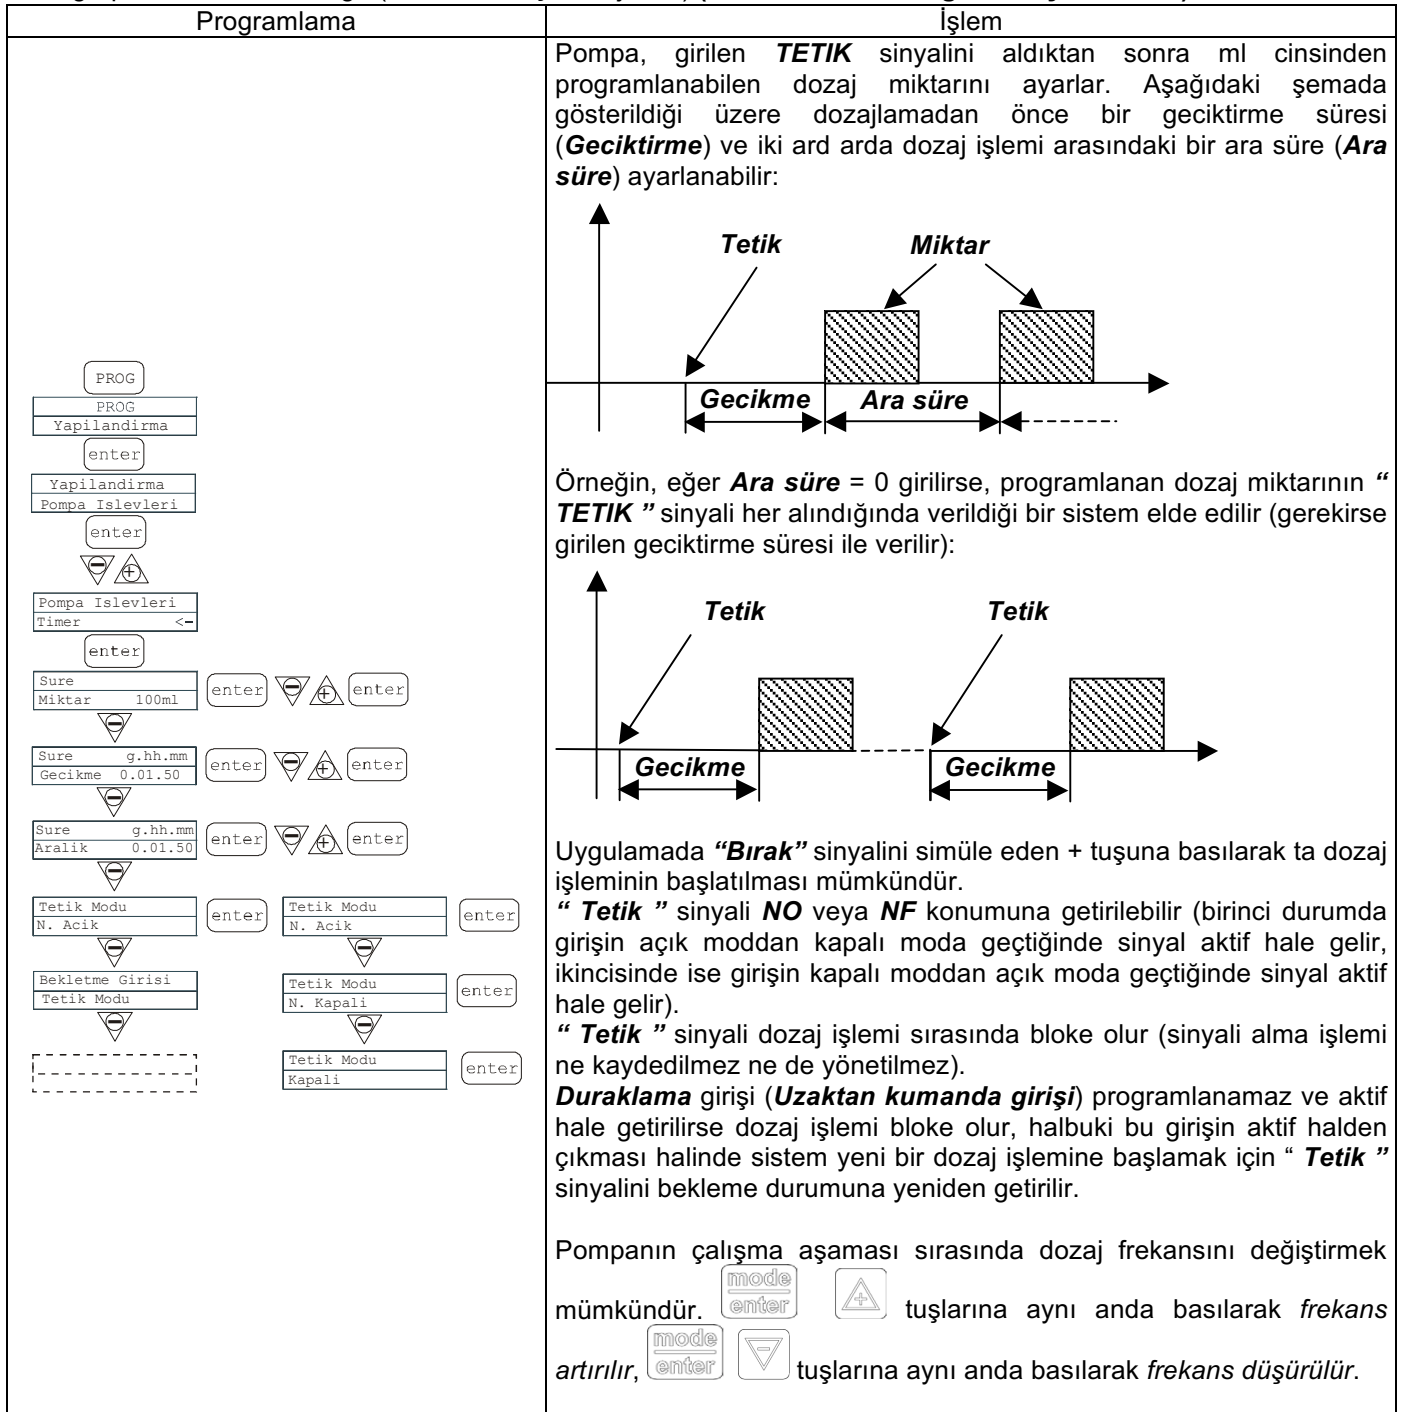 Programlama
İşlem
PROG
PROG
Yapilandirma
enter
Yapilandirma
Pompa Islevleri
enter
Pompa Islevleri
Timer <-
enter
Sure
Miktar 100ml
enter
enter
Sure g.hh.mm
Gecikme 0.01.50
enter
enter
Sure g.hh.mm
Aralik 0.01.50
enter
enter
Tetik Modu
N. Acik
enter
Tetik Modu
N. Acik
enter
Bekletme Girisi
Tetik Modu
Tetik Modu
N. Kapali
enter
Tetik Modu
Kapali
enter
Pompa, girilen TETIK sinyalini aldıktan sonra ml cinsinden
programlanabilen dozaj miktarını ayarlar. Aşağıdaki şemada
gösterildiği üzere dozajlamadan önce bir geciktirme süresi
(Geciktirme) ve iki ard arda dozaj işlemi arasındaki bir ara süre (Ara
süre) ayarlanabilir:
Tetik
Miktar
Gecikme
Ara süre
Örneğin, eğer Ara süre = 0 girilirse, programlanan dozaj miktarının “
TETIK ” sinyali her alındığında verildiği bir sistem elde edilir (gerekirse
girilen geciktirme süresi ile verilir):
Tetik
Tetik
Gecikme
Gecikme
Uygulamada “Bırak” sinyalini simüle eden + tuşuna basılarak ta dozaj
işleminin başlatılması mümkündür.
“ Tetik ” sinyali NO veya NF konumuna getirilebilir (birinci durumda
girişin açık moddan kapalı moda geçtiğinde sinyal aktif hale gelir,
ikincisinde ise girişin kapalı moddan açık moda geçtiğinde sinyal aktif
hale gelir).
“ Tetik ” sinyali dozaj işlemi sırasında bloke olur (sinyali alma işlemi
ne kaydedilmez ne de yönetilmez).
Duraklama girişi (Uzaktan kumanda girişi) programlanamaz ve aktif
hale getirilirse dozaj işlemi bloke olur, halbuki bu girişin aktif halden
çıkması halinde sistem yeni bir dozaj işlemine başlamak için “ Tetik ”
sinyalini bekleme durumuna yeniden getirilir.
Pompanın çalışma aşaması sırasında dozaj frekansını değiştirmek
mümkündür. mode enter + tuşlarına aynı anda basılarak frekans
artırılır, mode enter - tuşlarına aynı anda basılarak frekans düşürülür.